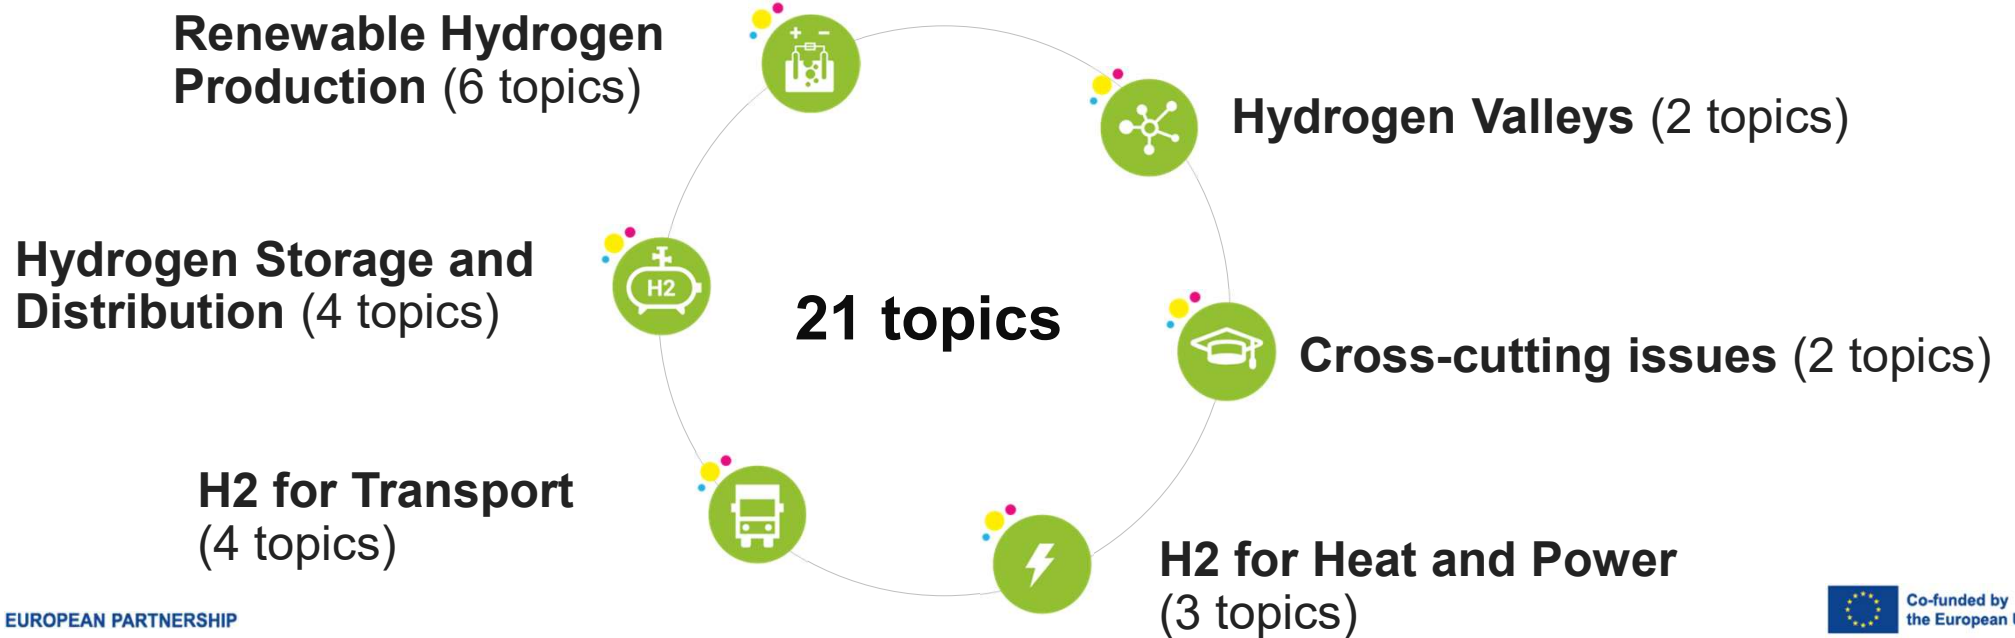 Renewable Hydrogen
Production (6 topics)
Hydrogen Valleys (2 topics)
Hydrogen Storage and
Distribution (4 topics)
H2
21 topics
Cross-cutting issues (2 topics)
H2 for Transport
(4 topics)
H2 for Heat and Power
(3 topics)
EUROPEAN PARTNERSHIP
Co-funded by
the European